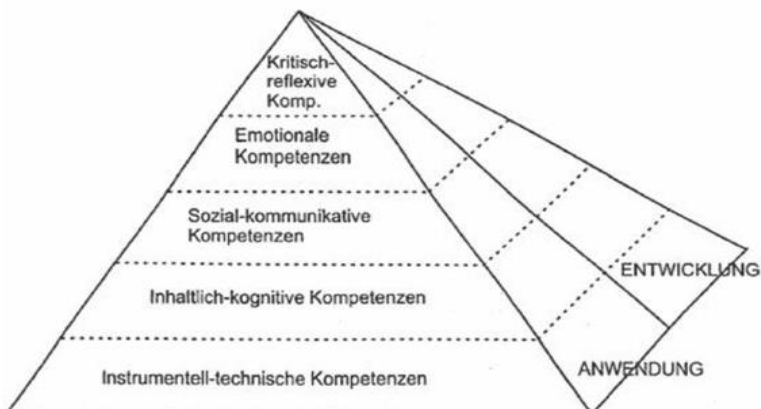 Kritisch-
reflexive
Komp.
Emotionale
Kompetenzen
Sozial-kommunikative
Kompetenzen
Inhaltlich-kognitive Kompetenzen
ENTWICKLUNG
Instrumentell-technische Kompetenzen
ANWENDUNG